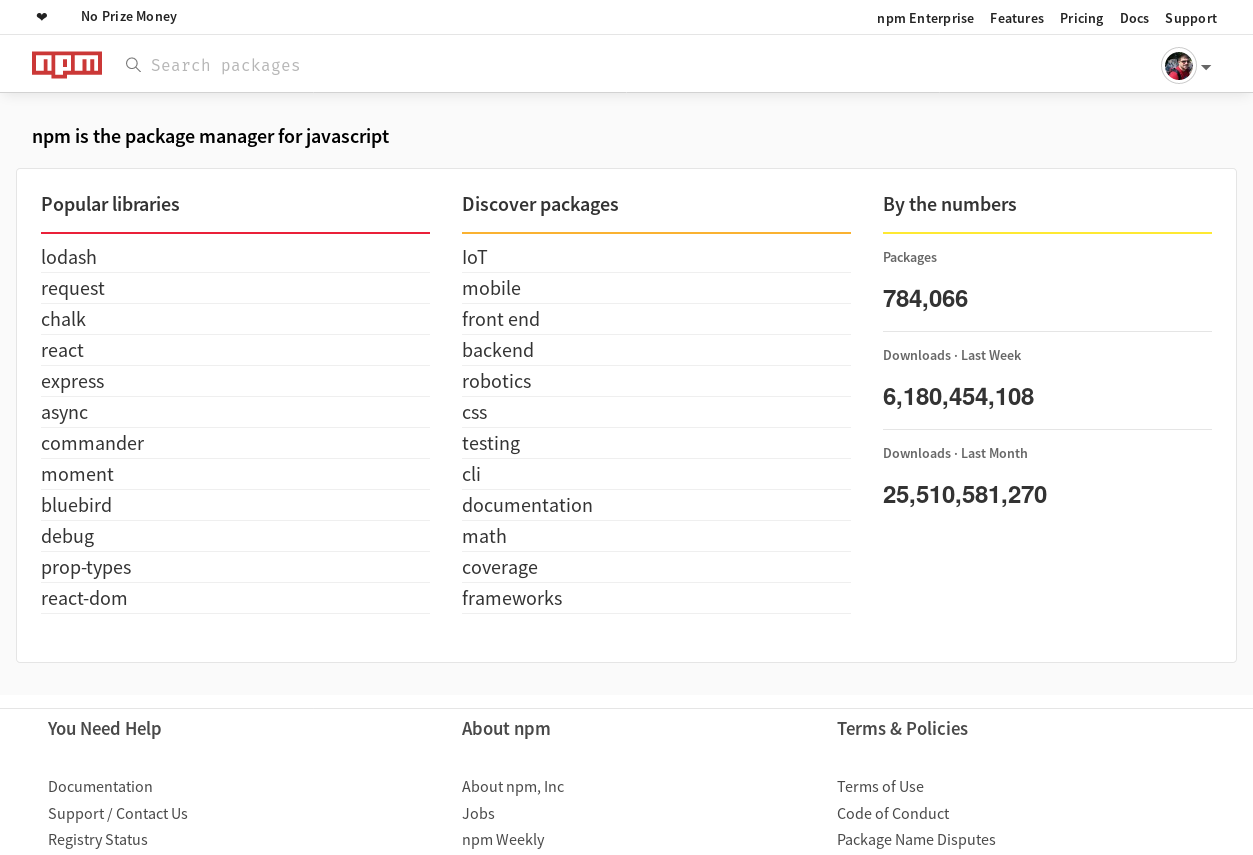 ❤ No Prize Money
npm Enterprise Features Pricing Docs Support
npm
Search packages
npm is the package manager for javascript
Popular libraries
lodash
request
chalk
react
express
async
commander
moment
bluebird
debug
prop-types
react-dom
Discover packages
IoT
mobile
front end
backend
robotics
css
testing
cli
documentation
math
coverage
frameworks
By the numbers
Packages
784,066
Downloads · Last Week
6,180,454,108
Downloads · Last Month
25,510,581,270
You Need Help
Documentation
Support / Contact Us
Registry Status
About npm
About npm, Inc
Jobs
npm Weekly
Terms & Policies
Terms of Use
Code of Conduct
Package Name Disputes